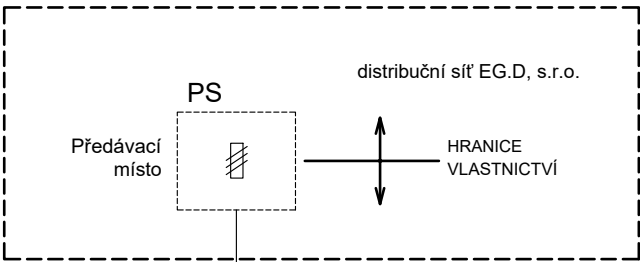 distribuční síť EG.D, s.r.o.
PS
Předávací
místo
HRANICE
VLASTNICTVÍ